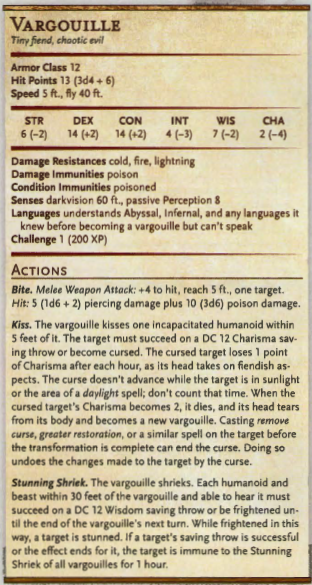 VARGOUILLE
Tiny fiend, chaotic evil
Armor Class 12
Hit Points 13 (3d4 + 6)
Speed 5 ft., fly 40 ft.
STR DEX CON INT WIS CHA
6 (−2) 14 (+2) 14 (+2) 4 (−3) 7 (−2) 2 (−4)
Damage Resistances cold, fire, lightning
Damage Immunities poison
Condition Immunities poisoned
Senses darkvision 60 ft., passive Perception 8
Languages understands Abyssal, Infernal, and any languages it
knew before becoming a vargouille but can't speak
Challenge 1 (200 XP)
ACTIONS
Bite. Melee Weapon Attack: +4 to hit, reach 5 ft., one target.
Hit: 5 (1d6 + 2) piercing damage plus 10 (3d6) poison damage.
Kiss. The vargouille kisses one incapacitated humanoid within
5 feet of it. The target must succeed on a DC 12 Charisma sav-
ing throw or become cursed. The cursed target loses 1 point
of Charisma after each hour, as its head takes on fiendish as-
pects. The curse doesn't advance while the target is in sunlight
or the area of a daylight spell; don't count that time. When the
cursed target's Charisma becomes 2, it dies, and its head tears
from its body and becomes a new vargouille. Casting remove
curse, greater restoration, or a similar spell on the target before
the transformation is complete can end the curse. Doing so
undoes the changes made to the target by the curse.
Stunning Shriek. The vargouille shrieks. Each humanoid and
beast within 30 feet of the vargouille and able to hear it must
succeed on a DC 12 Wisdom saving throw or be frightened un-
til the end of the vargouille's next turn. While frightened in this
way, a target is stunned. If a target's saving throw is successful
or the effect ends for it, the target is immune to the Stunning
Shriek of all vargouilles for 1 hour.